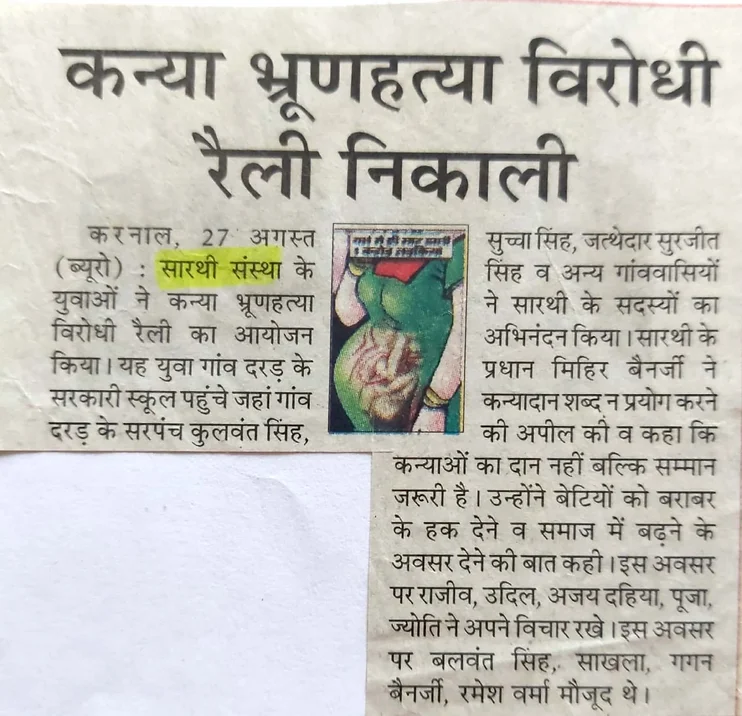 कन्या भ्रूणहत्या विरोधी
रैली निकाली
करनाल, 27 अगस्त
(ब्यूरो) : सारथी संस्था के
युवाओं ने कन्या भ्रूणहत्या
विरोधी रैली का आयोजन
किया। यह युवा गांव दरड़ के
सरकारी स्कूल पहुंचे जहां गांव
दरड़ के सरपंच कुलवंत सिंह,
सुच्चा सिंह, जत्थेदार सुरजीत
सिंह व अन्य गांववासियों
ने सारथी के सदस्यों का
अभिनंदन किया। सारथी के
प्रधान मिहिर बैनर्जी ने
कन्यादान शब्द न प्रयोग करने
की अपील की व कहा कि
कन्याओं का दान नहीं बल्कि सम्मान
जरूरी है। उन्होंने बेटियों को बराबर
के हक देने व समाज में बढ़ने के
अवसर देने की बात कही। इस अवसर
पर राजीव, उदिल, अजय दहिया, पूजा,
ज्योति ने अपने विचार रखे। इस अवसर
पर बलवंत सिंह, साखला, गगन
बैनर्जी, रमेश वर्मा मौजूद थे।